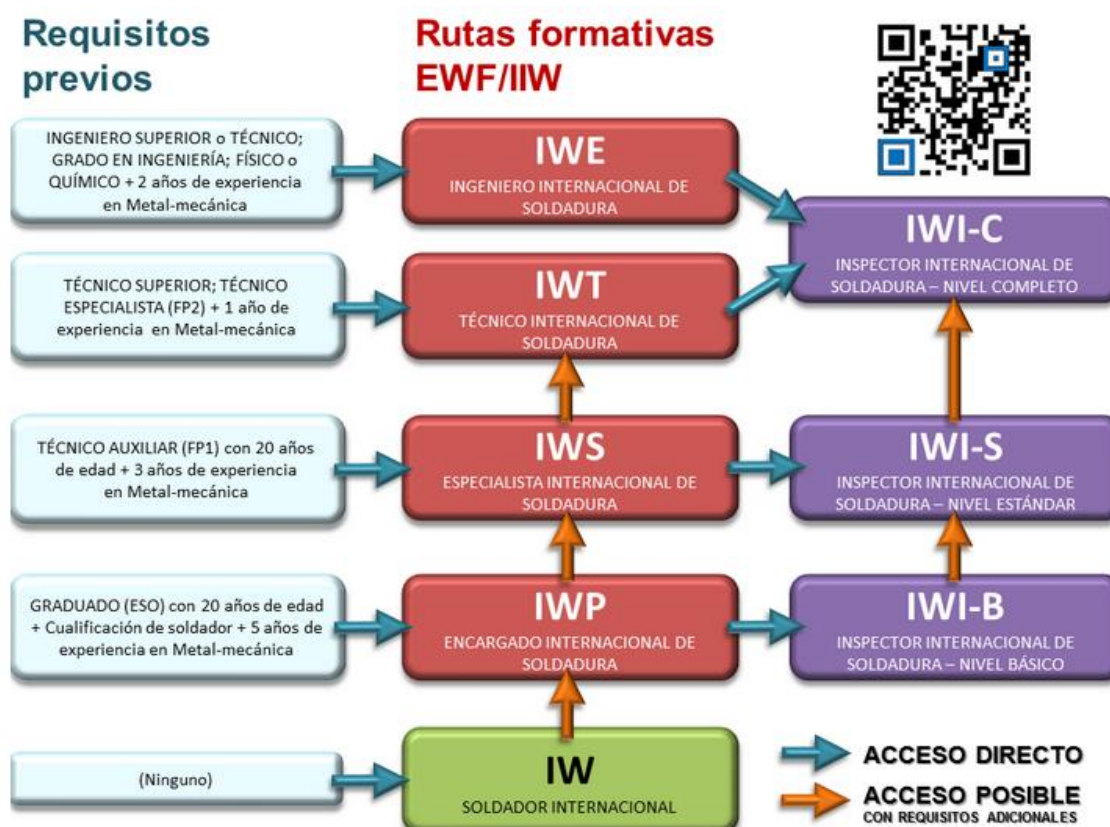 Requisitos
previos
Rutas formativas
EWF/IIW
INGENIERO SUPERIOR o TÉCNICO;
GRADO EN INGENIERÍA; FÍSICO o
QUÍMICO + 2 años de experiencia
en Metal-mecánica
IWE
INGENIERO INTERNACIONAL DE
SOLDADURA
IWI-C
INSPECTOR INTERNACIONAL DE
SOLDADURA – NIVEL COMPLETO
TÉCNICO SUPERIOR; TÉCNICO
ESPECIALISTA (FP2) + 1 año de
experiencia en Metal-mecánica
IWT
TÉCNICO INTERNACIONAL DE
SOLDADURA
TÉCNICO AUXILIAR (FP1) con 20 años
de edad + 3 años de experiencia
en Metal-mecánica
IWS
ESPECIALISTA INTERNACIONAL DE
SOLDADURA
IWI-S
INSPECTOR INTERNACIONAL DE
SOLDADURA – NIVEL ESTÁNDAR
GRADUADO (ESO) con 20 años de edad
+ Cualificación de soldador + 5 años de
experiencia en Metal-mecánica
IWP
ENCARGADO INTERNACIONAL DE
SOLDADURA
IWI-B
INSPECTOR INTERNACIONAL DE
SOLDADURA – NIVEL BÁSICO
(Ninguno)
IW
SOLDADOR INTERNACIONAL
ACCESO DIRECTO
ACCESO POSIBLE
CON REQUISITOS ADICIONALES